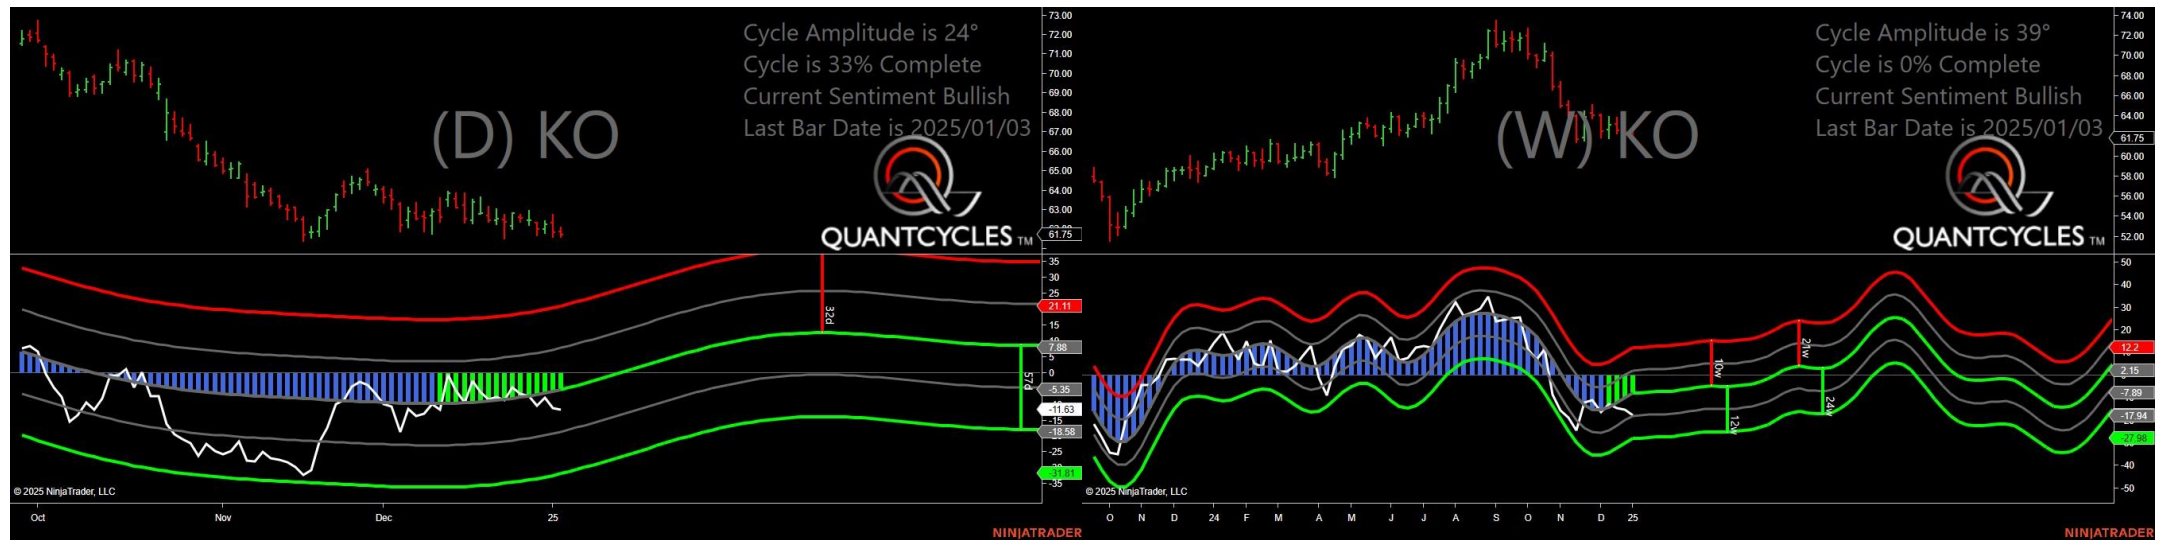 Cycle Amplitude is 24°
Cycle is 33% Complete
Current Sentiment Bullish
Last Bar Date is 2025/01/03
(D) KO
QUANTCYCLES TM
73.00
72.00
71.00
70.00
69.00
68.00
67.00
66.00
65.00
64.00
63.00
61.75
35
30
25
21.11
15
7.88
5
0
-5.35
-11.63
-15
-18.58
-25
-31.81
-35
32d
57d
© 2025 NinjaTrader, LLC
Oct
Nov
Dec
25
NINJATRADER
Cycle Amplitude is 39°
Cycle is 0% Complete
Current Sentiment Bullish
Last Bar Date is 2025/01/03
(W) KO
QUANTCYCLES TM
74.00
72.00
70.00
68.00
66.00
64.00
61.75
60.00
58.00
56.00
54.00
52.00
50
40
30
20
12.2
2.15
-7.89
-17.94
-27.98
-40
-50
10w
12w
21w
24w
© 2025 NinjaTrader, LLC
O
N
D
24
F
M
A
M
J
J
A
S
O
N
D
25
NINJATRADER